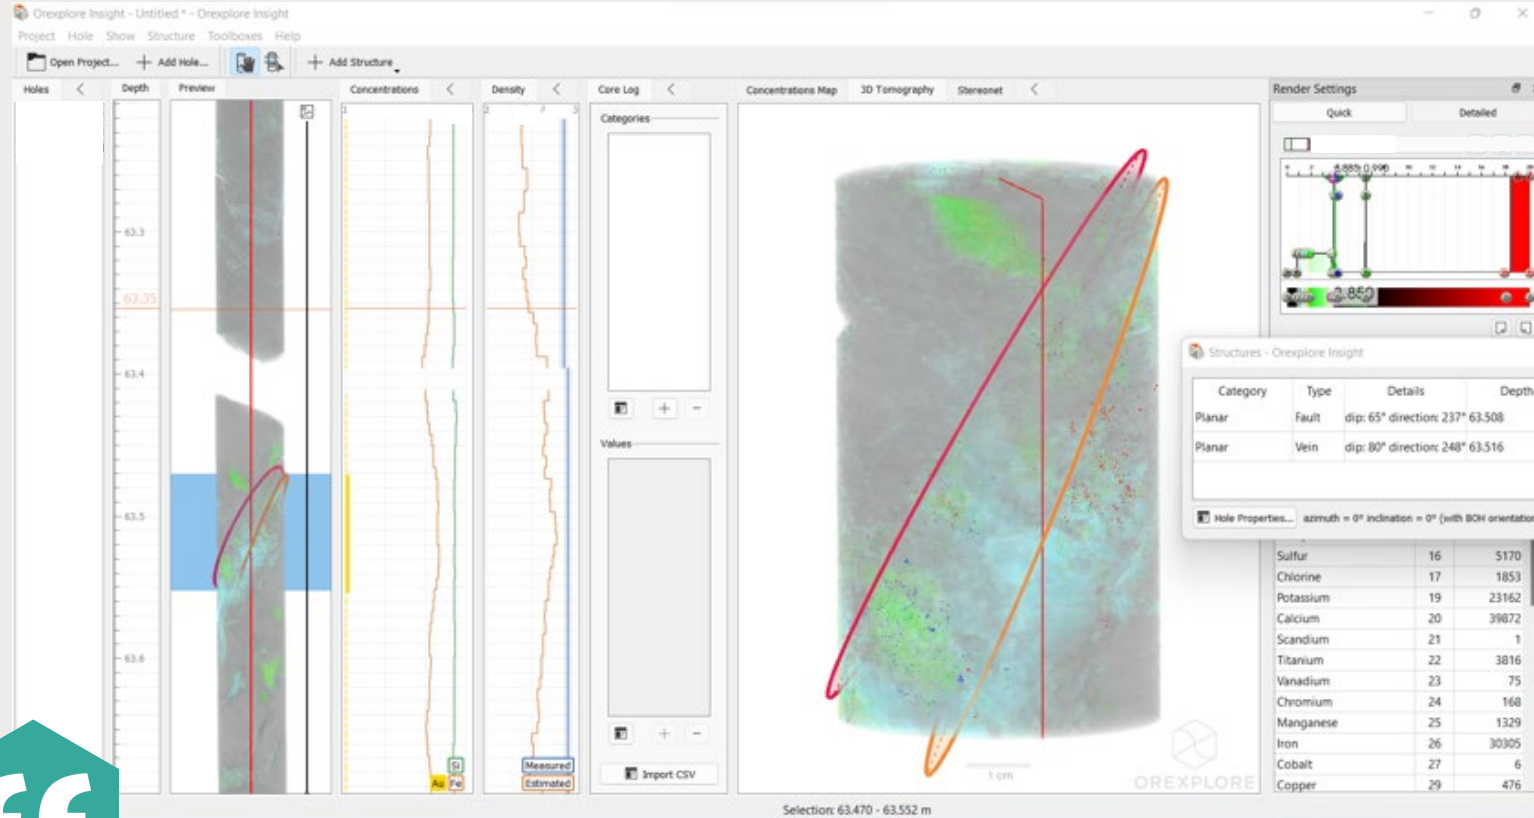 Orexplore Insight - Untitled * - Orexplore Insight
Project Hole Show Structure Toolboxes Help
Open Project... Add Hole... Add Structure
Holes Depth Preview Concentrations Density Core Log Concentrations Map 3D Tomography Stereonet Render Settings
Quick Detailed
Categories
63.3
63.35
63.4
63.5
63.6
Values
Import CSV
Si
Au Fe
Measured
Estimated
1 cm
OREXPLORE
Structures - Orexplore Insight
Category Type Details Depth
Planar Fault dip: 65° direction: 237° 63.508
Planar Vein dip: 80° direction: 248° 63.516
Hole Properties... azimuth = 0° inclination = 0° (with BOH orientation
Sulfur 16 5170
Chlorine 17 1853
Potassium 19 23162
Calcium 20 39872
Scandium 21 1
Titanium 22 3816
Vanadium 23 75
Chromium 24 168
Manganese 25 1329
Iron 26 30305
Cobalt 27 6
Copper 29 476
Selection: 63.470 - 63.552 m